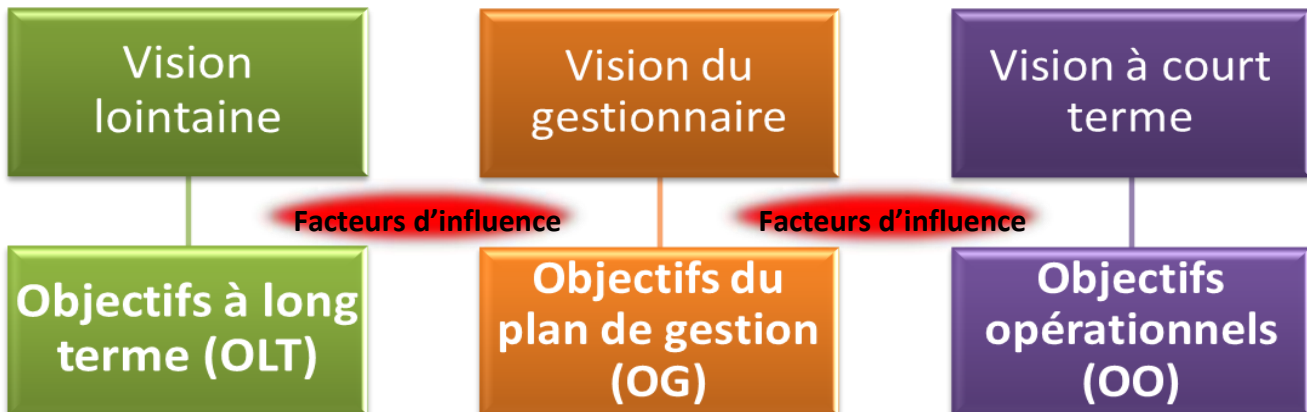 Vision
lointaine
Vision du
gestionnaire
Vision à court
terme
Facteurs d’influence
Facteurs d’influence
Objectifs à long
terme (OLT)
Objectifs du
plan de gestion
(OG)
Objectifs
opérationnels
(OO)